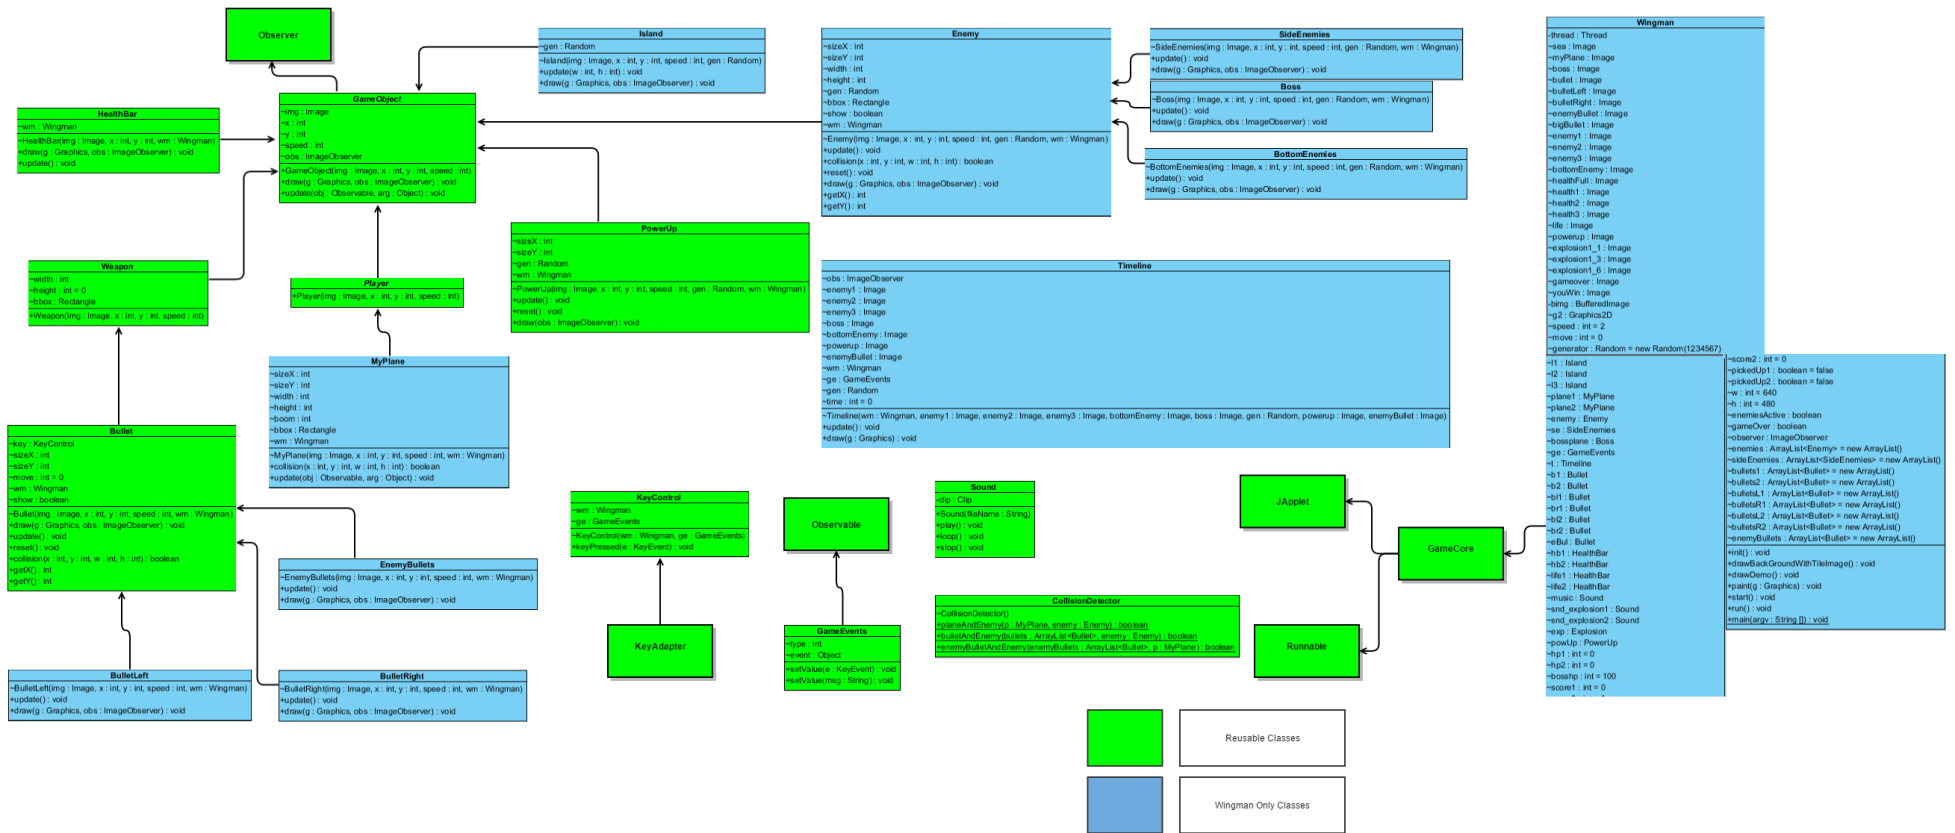 Observer
HealthBar
~wm : Wingman
~HealthBar(img : Image, x : int, y : int, wm : Wingman)
+draw(g : Graphics, obs : ImageObserver) : void
+update() : void
GameObject
~img : Image
~x : int
~y : int
~speed : int
~obs : ImageObserver
+GameObject(img : Image, x : int, y : int, speed : int)
+draw(g : Graphics, obs : ImageObserver) : void
+update(obj : Observable, arg : Object) : void
Island
~gen : Random
~Island(img : Image, x : int, y : int, speed : int, gen : Random)
+update(w : int, h : int) : void
+draw(g : Graphics, obs : ImageObserver) : void
Enemy
~sizeX : int
~sizeY : int
~width : int
~height : int
~gen : Random
~bbox : Rectangle
~show : boolean
~wm : Wingman
~Enemy(img : Image, x : int, y : int, speed : int, gen : Random, wm : Wingman)
+update() : void
+collision(x : int, y : int, w : int, h : int) : boolean
+reset() : void
+draw(g : Graphics, obs : ImageObserver) : void
+getX() : int
+getY() : int
SideEnemies
~SideEnemies(img : Image, x : int, y : int, speed : int, gen : Random, wm : Wingman)
+update() : void
+draw(g : Graphics, obs : ImageObserver) : void
Boss
~Boss(img : Image, x : int, y : int, speed : int, gen : Random, wm : Wingman)
+update() : void
+draw(g : Graphics, obs : ImageObserver) : void
BottomEnemies
~BottomEnemies(img : Image, x : int, y : int, speed : int, gen : Random, wm : Wingman)
+update() : void
+draw(g : Graphics, obs : ImageObserver) : void
Weapon
~width : int
~height : int = 0
~bbox : Rectangle
+Weapon(img : Image, x : int, y : int, speed : int)
Player
+Player(img : Image, x : int, y : int, speed : int)
PowerUp
~sizeX : int
~sizeY : int
~gen : Random
~wm : Wingman
~PowerUp(img : Image, x : int, y : int, speed : int, gen : Random, wm : Wingman)
+update() : void
+reset() : void
+draw(obs : ImageObserver) : void
MyPlane
~sizeX : int
~sizeY : int
~width : int
~height : int
~boom : int
~bbox : Rectangle
~wm : Wingman
~MyPlane(img : Image, x : int, y : int, speed : int, wm : Wingman)
+collision(x : int, y : int, w : int, h : int) : boolean
+update(obj : Observable, arg : Object) : void
Timeline
~obs : ImageObserver
~enemy1 : Image
~enemy2 : Image
~enemy3 : Image
~boss : Image
~bottomEnemy : Image
~powerup : Image
~enemyBullet : Image
~wm : Wingman
~ge : GameEvents
~gen : Random
~time : int = 0
~Timeline(wm : Wingman, enemy1 : Image, enemy2 : Image, enemy3 : Image, bottomEnemy : Image, boss : Image, gen : Random, powerup : Image, enemyBullet : Image)
+update() : void
+draw(g : Graphics) : void
Bullet
~key : KeyControl
~sizeX : int
~sizeY : int
~move : int = 0
~wm : Wingman
~show : boolean
~Bullet(img : Image, x : int, y : int, speed : int, wm : Wingman)
+draw(g : Graphics, obs : ImageObserver) : void
+update() : void
+reset() : void
+collision(x : int, y : int, w : int, h : int) : boolean
+getX() : int
+getY() : int
EnemyBullets
~EnemyBullets(img : Image, x : int, y : int, speed : int, wm : Wingman)
+update() : void
+draw(g : Graphics, obs : ImageObserver) : void
BulletLeft
~BulletLeft(img : Image, x : int, y : int, speed : int, wm : Wingman)
+update() : void
+draw(g : Graphics, obs : ImageObserver) : void
BulletRight
~BulletRight(img : Image, x : int, y : int, speed : int, wm : Wingman)
+update() : void
+draw(g : Graphics, obs : ImageObserver) : void
KeyControl
~wm : Wingman
~ge : GameEvents
~KeyControl(wm : Wingman, ge : GameEvents)
+keyPressed(e : KeyEvent) : void
KeyAdapter
Observable
GameEvents
~type : int
~event : Object
+setValue(e : KeyEvent) : void
+setValue(msg : String) : void
Sound
-clip : Clip
+Sound(fileName : String)
+play() : void
+loop() : void
+stop() : void
CollisionDetector
~CollisionDetector()
+planeAndEnemy(p : MyPlane, enemy : Enemy) : boolean
+bulletAndEnemy(bullets : ArrayList<Bullet>, enemy : Enemy) : boolean
+enemyBulletAndEnemy(enemyBullets : ArrayList<Bullet>, p : MyPlane) : boolean
JApplet
GameCore
Runnable
Wingman
-thread : Thread
~sea : Image
~myPlane : Image
~boss : Image
~bullet : Image
~bulletLeft : Image
~bulletRight : Image
~enemyBullet : Image
~bigBullet : Image
~enemy1 : Image
~enemy2 : Image
~enemy3 : Image
~bottomEnemy : Image
~healthFull : Image
~health1 : Image
~health2 : Image
~health3 : Image
~life : Image
~powerup : Image
~explosion1_1 : Image
~explosion1_3 : Image
~explosion1_6 : Image
~gameover : Image
~youWin : Image
-bimg : BufferedImage
~g2 : Graphics2D
~speed : int = 2
~move : int = 0
~generator : Random = new Random(1234567)
~I1 : Island
~I2 : Island
~I3 : Island
~plane1 : MyPlane
~plane2 : MyPlane
~enemy : Enemy
~se : SideEnemies
~bossplane : Boss
~ge : GameEvents
~t : Timeline
~b1 : Bullet
~b2 : Bullet
~bl1 : Bullet
~br1 : Bullet
~bl2 : Bullet
~br2 : Bullet
~eBul : Bullet
~hb1 : HealthBar
~hb2 : HealthBar
~life1 : HealthBar
~life2 : HealthBar
~music : Sound
~snd_explosion1 : Sound
~snd_explosion2 : Sound
~exp : Explosion
~powUp : PowerUp
~hp1 : int = 0
~hp2 : int = 0
~bosshp : int = 100
~score1 : int = 0
~score2 : int = 0
~pickedUp1 : boolean = false
~pickedUp2 : boolean = false
~w : int = 640
~h : int = 480
~enemiesActive : boolean
~gameOver : boolean
~observer : ImageObserver
~enemies : ArrayList<Enemy> = new ArrayList()
~sideEnemies : ArrayList<SideEnemies> = new ArrayList()
~bullets1 : ArrayList<Bullet> = new ArrayList()
~bullets2 : ArrayList<Bullet> = new ArrayList()
~bulletsL1 : ArrayList<Bullet> = new ArrayList()
~bulletsR1 : ArrayList<Bullet> = new ArrayList()
~bulletsL2 : ArrayList<Bullet> = new ArrayList()
~bulletsR2 : ArrayList<Bullet> = new ArrayList()
~enemyBullets : ArrayList<Bullet> = new ArrayList()
+init() : void
+drawBackGroundWithTileImage() : void
+drawDemo() : void
+paint(g : Graphics) : void
+start() : void
+run() : void
+main(argv : String []) : void
Reusable Classes
Wingman Only Classes